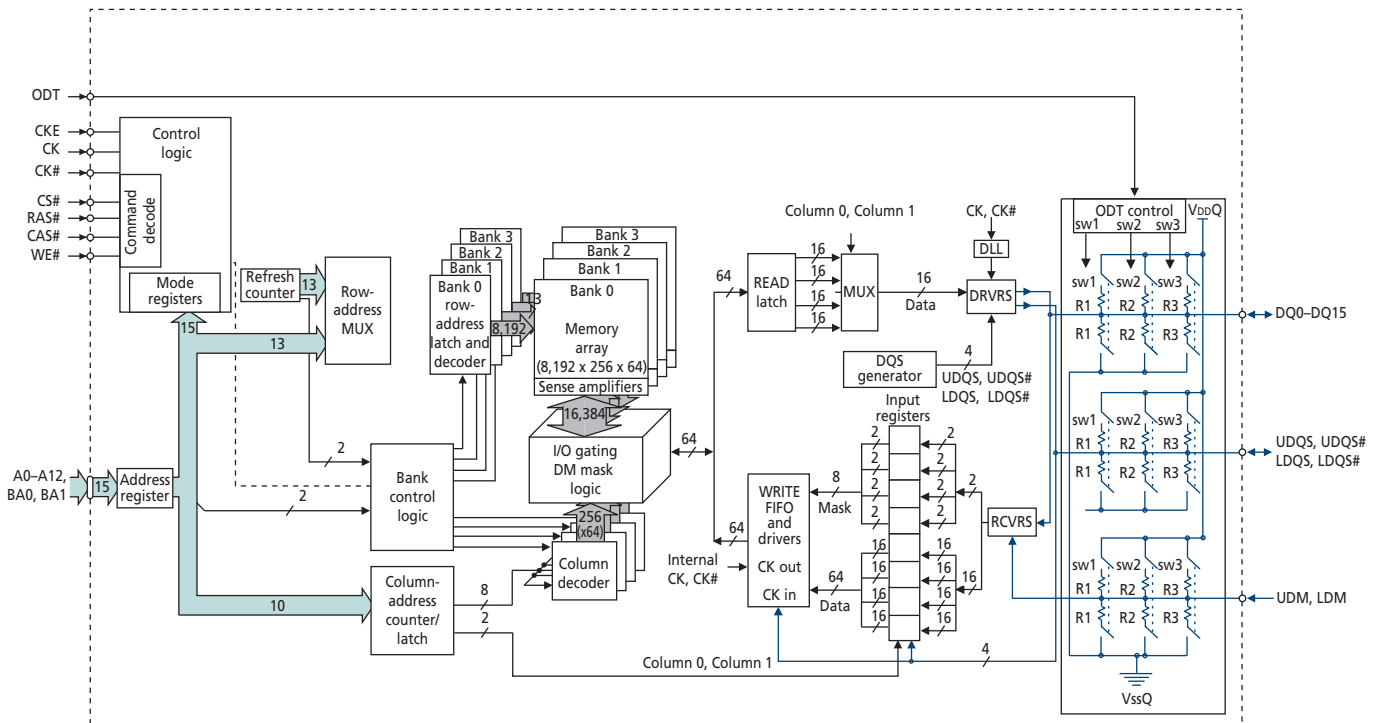 ODT
CKE
CK
CK#
CS#
RAS#
CAS#
WE#
Control
logic
Command
decode
Mode
registers
Refresh
counter
13
Row-
address
MUX
15
13
2
2
A0–A12,
BA0, BA1
15
Address
register
10
Bank
control
logic
Column-
address
counter/
latch
8
2
Bank 3
Bank 2
Bank 1
Bank 0
row-
address
latch and
decoder
13
8,192
Bank 3
Bank 2
Bank 1
Bank 0
Memory
array
(8,192 x 256 x 64)
Sense amplifiers
16,384
I/O gating
DM mask
logic
256
(x64)
Column
decoder
64
64
64
Internal
CK, CK#
Column 0, Column 1
READ
latch
16
16
16
16
MUX
16
Data
CK, CK#
DLL
DRVRS
DQS
generator
4
UDQS, UDQS#
LDQS, LDQS#
Input
registers
2
2
2
2
2
2
2
2
2
8
Mask
WRITE
FIFO
and
drivers
CK out
CK in
64
Data
16
16
16
16
16
16
16
16
16
RCVRS
Column 0, Column 1
4
ODT control
VDDQ
sw1
sw2
sw3
sw1
sw2
sw3
R1
R2
R3
R1
R2
R3
sw1
sw2
sw3
R1
R2
R3
R1
R2
R3
sw1
sw2
sw3
R1
R2
R3
R1
R2
R3
VssQ
DQ0–DQ15
UDQS, UDQS#
LDQS, LDQS#
UDM, LDM